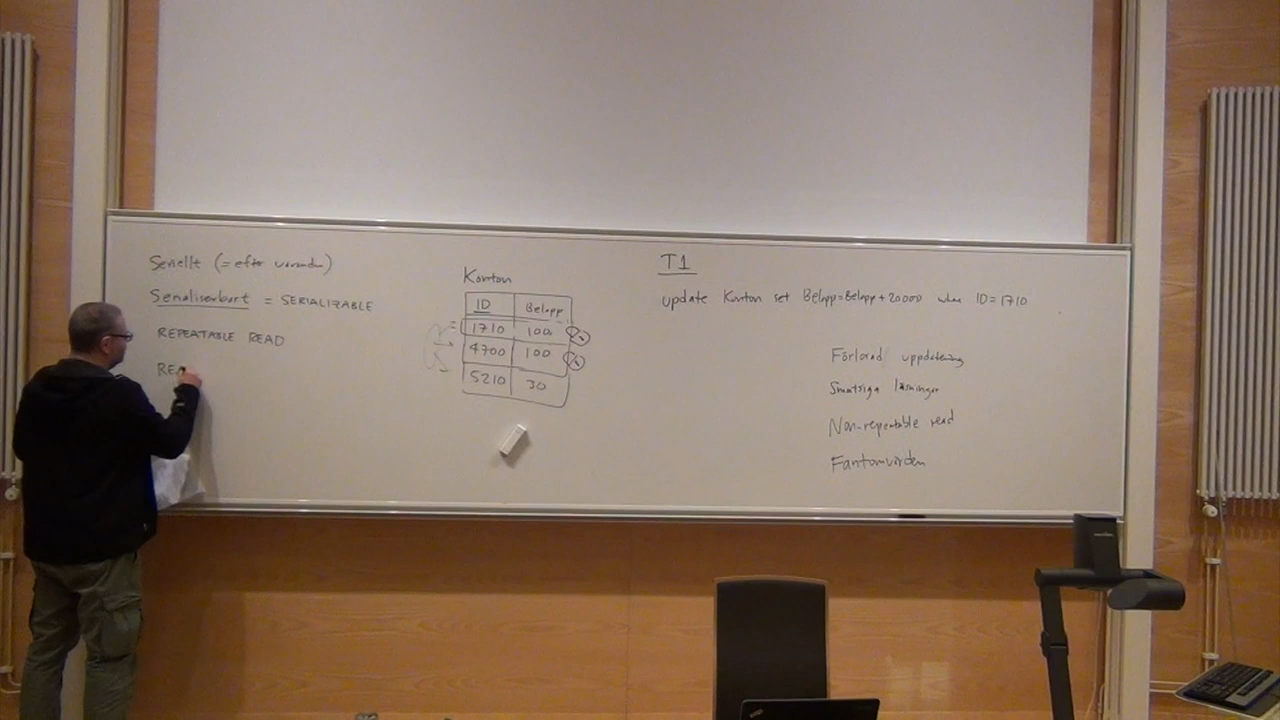 Seriellt (= efter varandra)
Serialiserbart = SERIALIZABLE
REPEATABLE READ
REA
Konton
ID Belopp
1710 100
4700 100
5210 30
T1
update Konton set Belopp=Belopp+20000 where ID=1710
Förlorad uppdatering
Smutsiga läsningar
Non-repeatable read
Fantomvärden